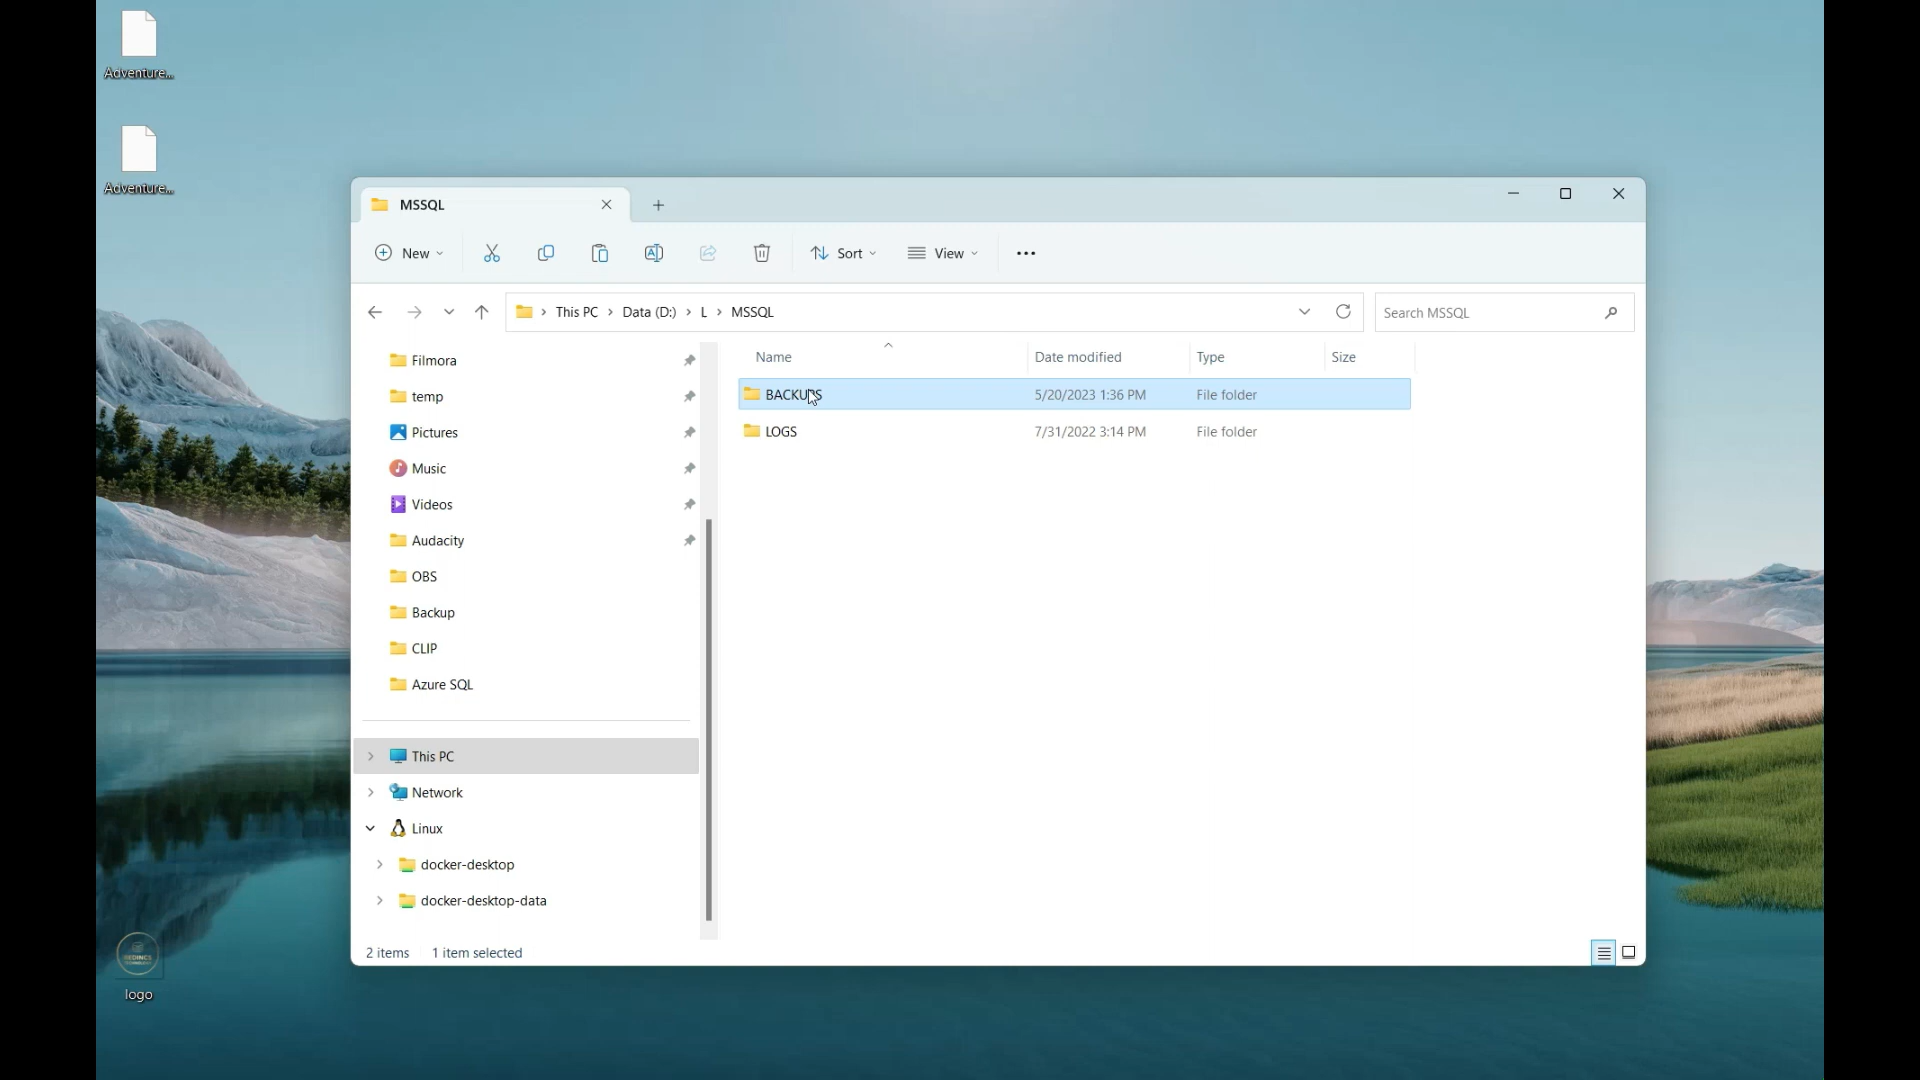 Adventure...
Adventure...
MSSQL
New
Sort
View
This PC
Data (D:)
L
MSSQL
Search MSSQL
Filmora
temp
Pictures
Music
Videos
Audacity
OBS
Backup
CLIP
Azure SQL
This PC
Network
Linux
docker-desktop
docker-desktop-data
Name Date modified Type Size
BACKUPS 5/20/2023 1:36 PM File folder
LOGS 7/31/2022 3:14 PM File folder
2 items 1 item selected
logo